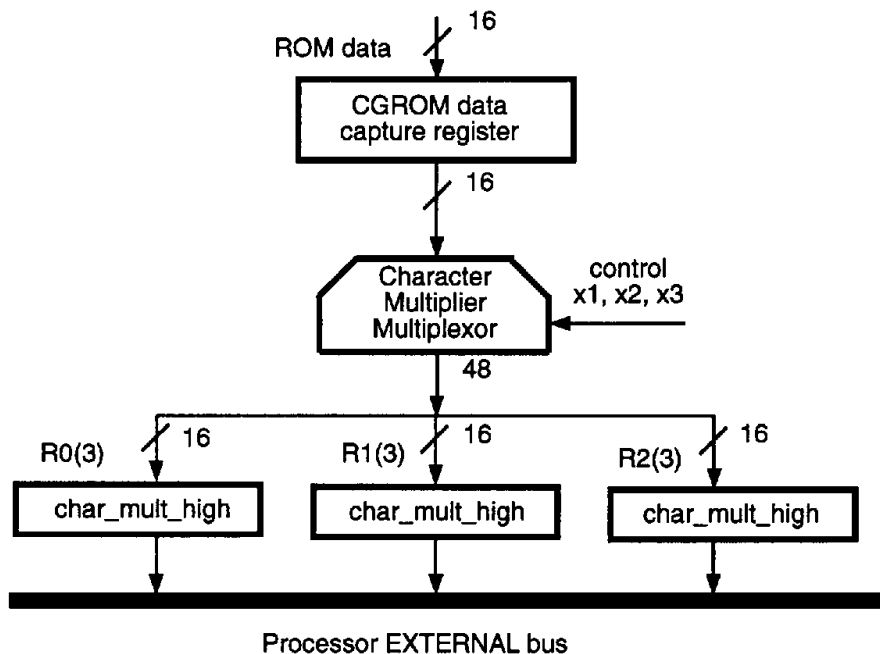 16
ROM data
CGROM data
capture register
16
Character
Multiplier
Multiplexor
control
x1, x2, x3
48
R0(3)
16
R1(3)
16
R2(3)
16
char_mult_high
char_mult_high
char_mult_high
Processor EXTERNAL bus